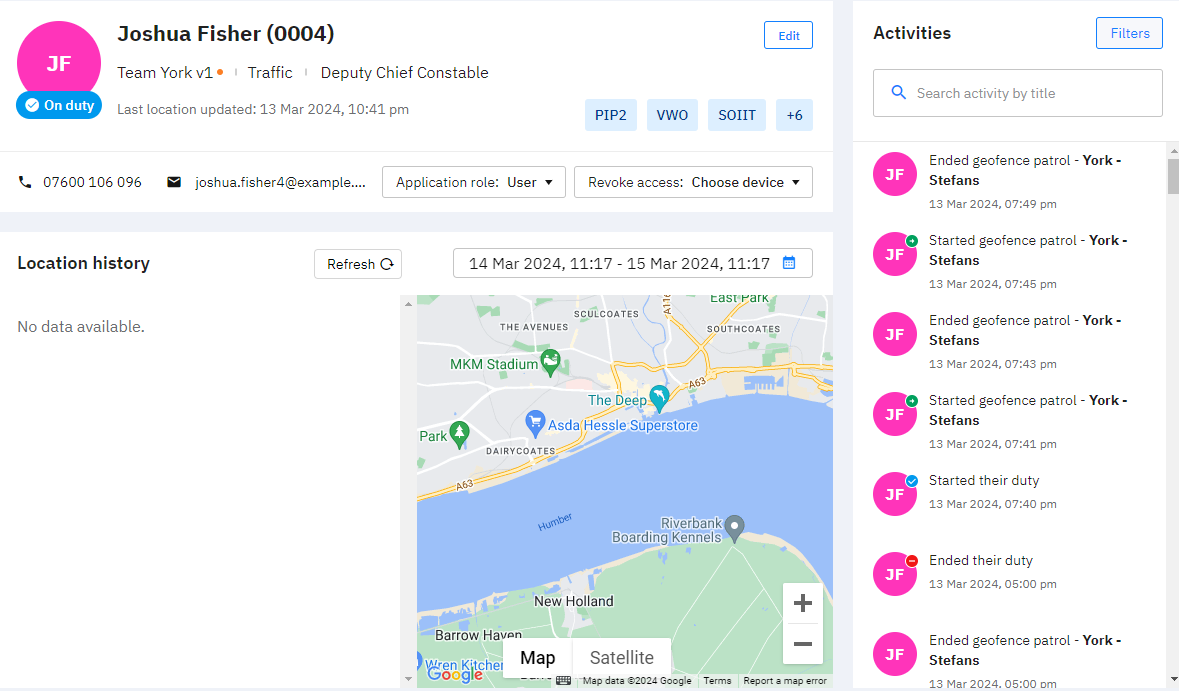 JF
On duty
Joshua Fisher (0004)
Edit
Team York v1
Traffic
Deputy Chief Constable
Last location updated: 13 Mar 2024, 10:41 pm
PIP2
VWO
SOIIT
+6
07600 106 096
joshua.fisher4@example....
Application role: User
Revoke access: Choose device
Location history
Refresh
14 Mar 2024, 11:17 - 15 Mar 2024, 11:17
No data available.
East Park
SCULCOATES
A116
THE AVENUES
SOUTHCOATES
MKM Stadium
A63
The Deep
Asda Hessle Superstore
Park
DAIRYCOATES
A63
Humber
Riverbank
Boarding Kennels
New Holland
Barrow Haven
Wren Kitchen
Map
Satellite
Google
Map data ©2024 Google
Terms
Report a map error
Activities
Filters
Search activity by title
JF
Ended geofence patrol - York -
Stefans
13 Mar 2024, 07:49 pm
JF
Started geofence patrol - York -
Stefans
13 Mar 2024, 07:45 pm
JF
Ended geofence patrol - York -
Stefans
13 Mar 2024, 07:43 pm
JF
Started geofence patrol - York -
Stefans
13 Mar 2024, 07:41 pm
JF
Started their duty
13 Mar 2024, 07:40 pm
JF
Ended their duty
13 Mar 2024, 05:00 pm
JF
Ended geofence patrol - York -
Stefans
13 Mar 2024, 05:00 pm